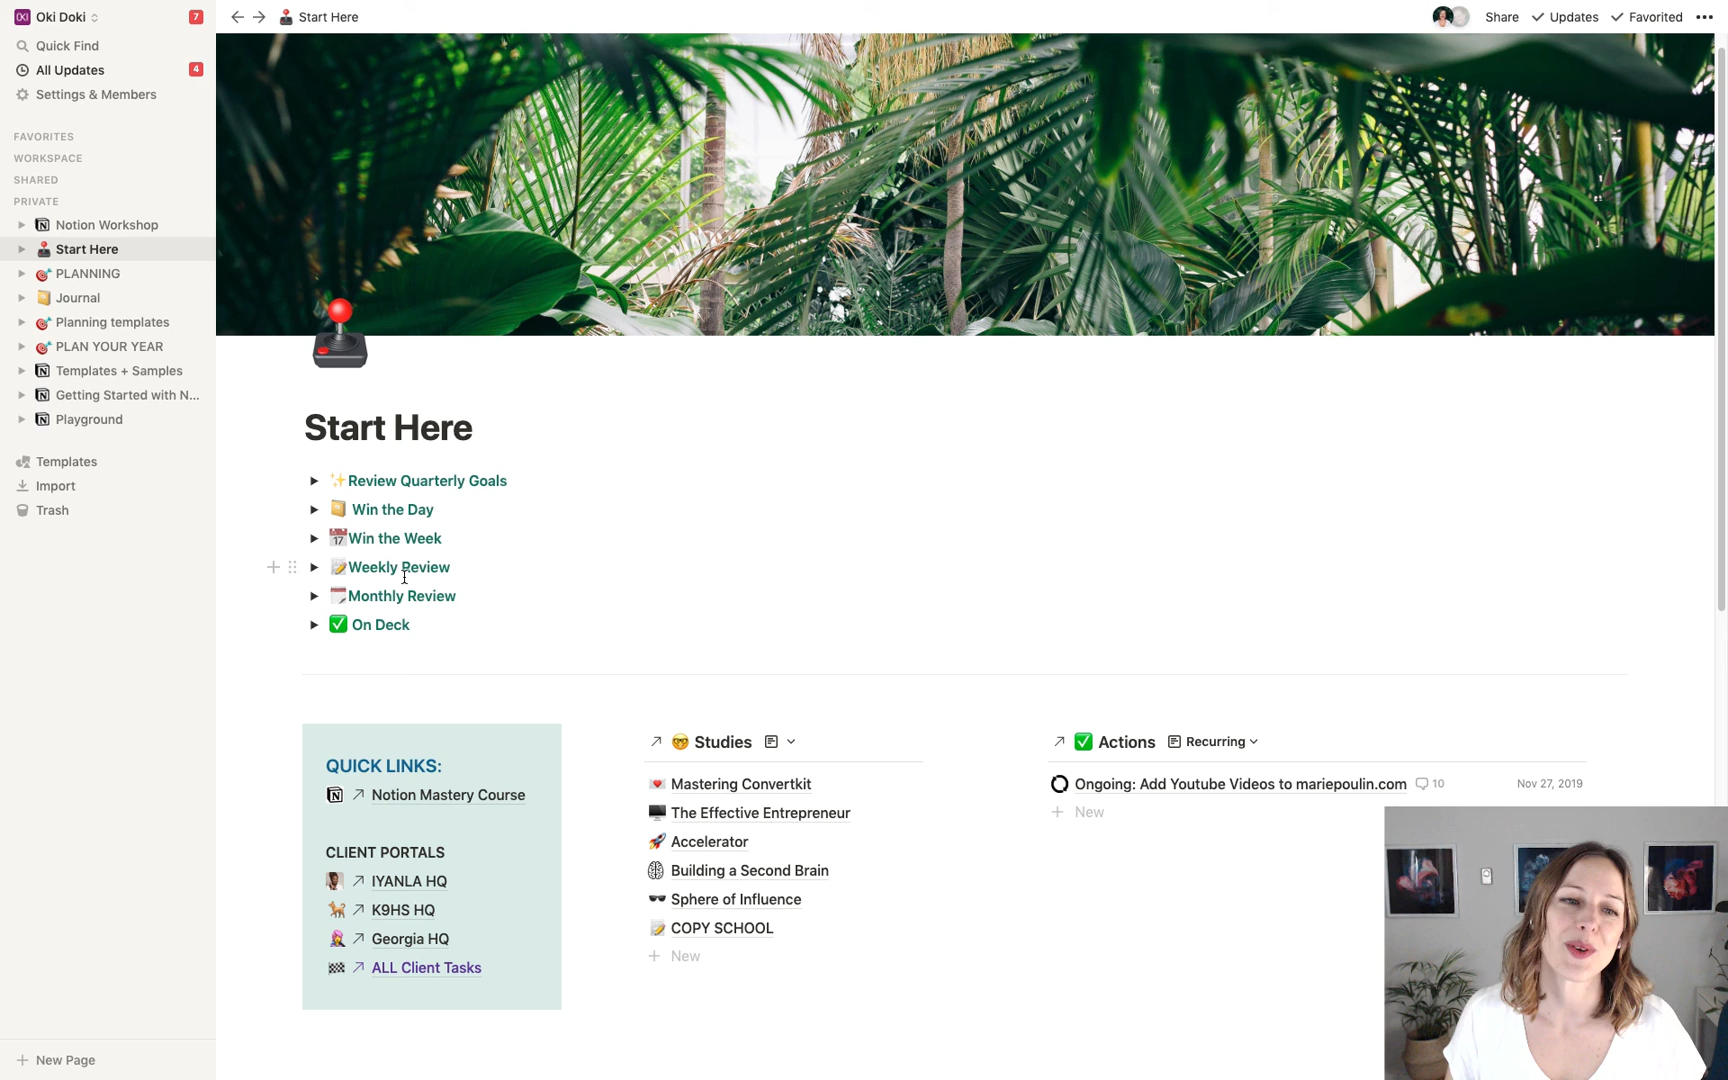 Oki Doki
7
Quick Find
All Updates
4
Settings & Members
FAVORITES
WORKSPACE
SHARED
PRIVATE
Notion Workshop
Start Here
PLANNING
Journal
Planning templates
PLAN YOUR YEAR
Templates + Samples
Getting Started with N...
Playground
Templates
Import
Trash
New Page
Start Here
Share
Updates
Favorited
Start Here
Review Quarterly Goals
Win the Day
Win the Week
Weekly Review
Monthly Review
On Deck
QUICK LINKS:
Notion Mastery Course
CLIENT PORTALS
IYANLA HQ
K9HS HQ
Georgia HQ
ALL Client Tasks
Studies
Mastering Convertkit
The Effective Entrepreneur
Accelerator
Building a Second Brain
Sphere of Influence
COPY SCHOOL
New
Actions Recurring
Ongoing: Add Youtube Videos to mariepoulin.com 10 Nov 27, 2019
New